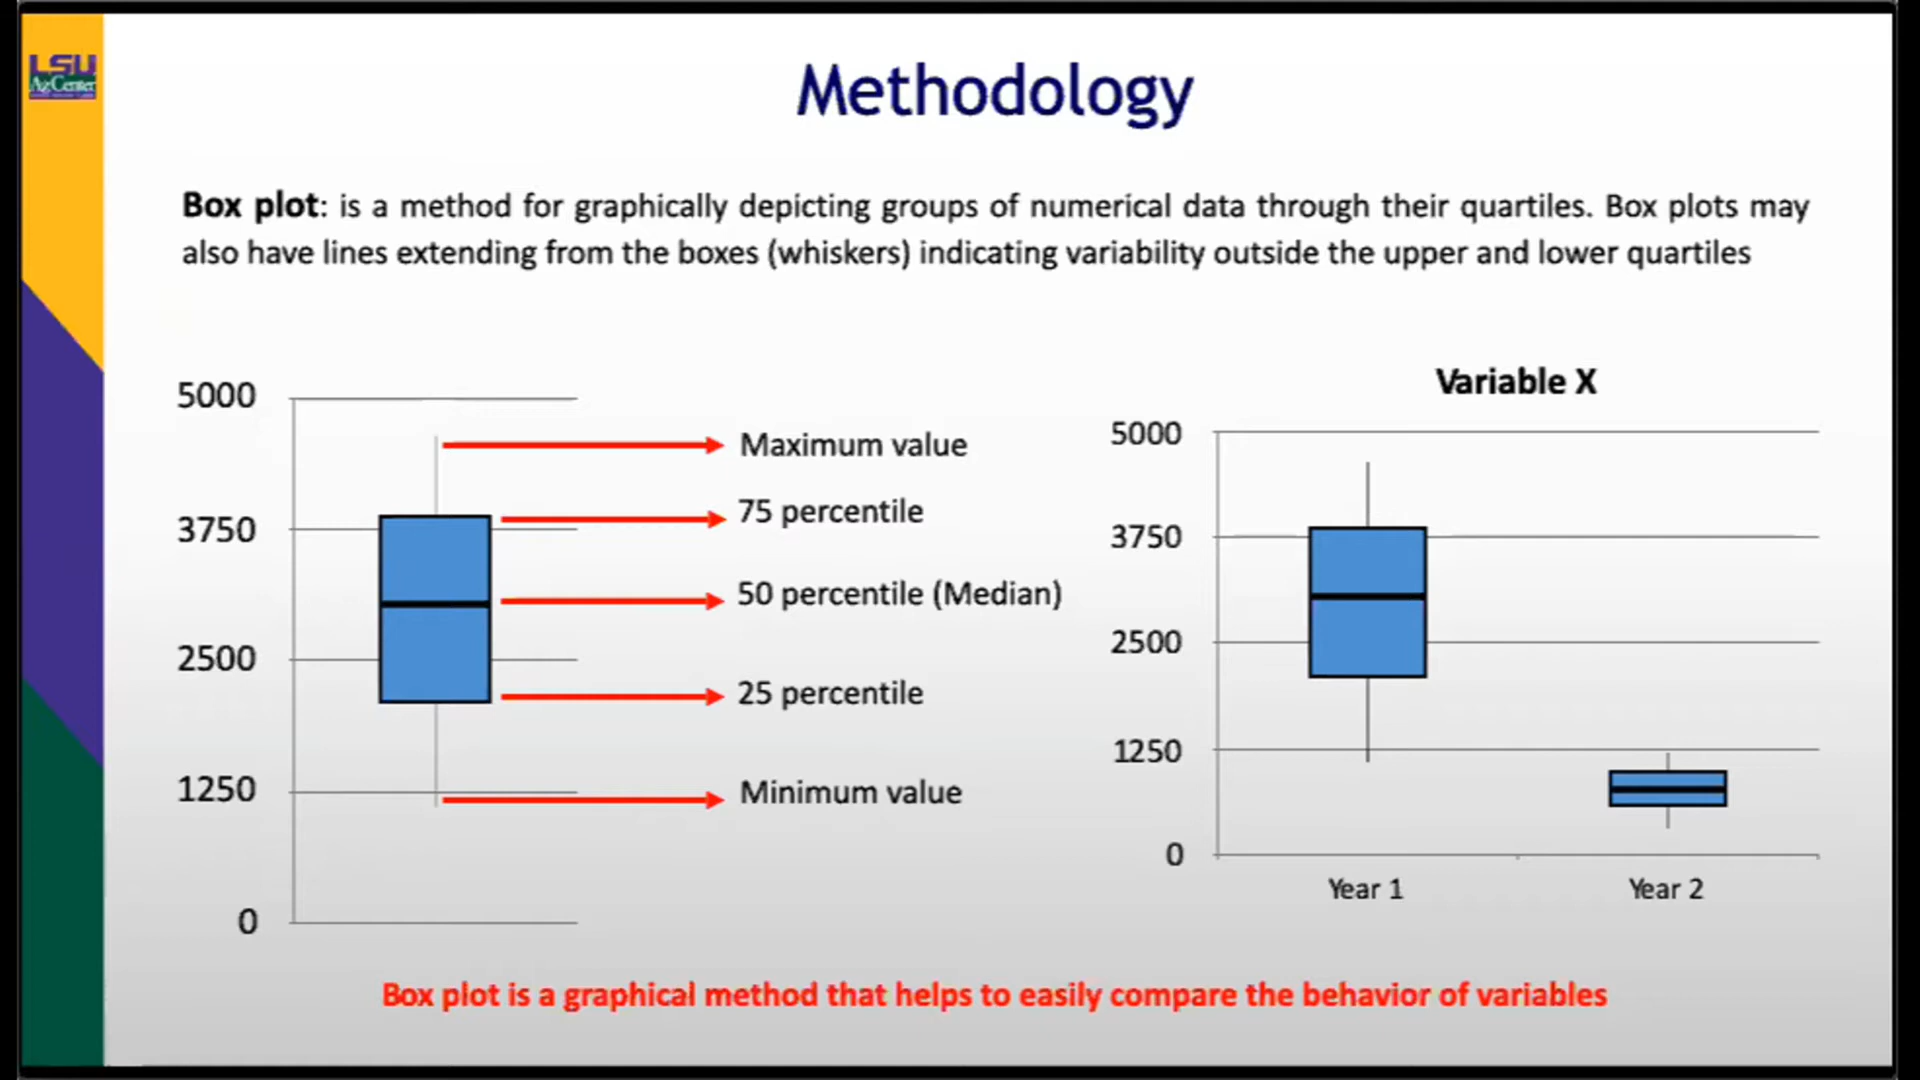 LSU
AgCenter
Methodology
Box plot: is a method for graphically depicting groups of numerical data through their quartiles. Box plots may
also have lines extending from the boxes (whiskers) indicating variability outside the upper and lower quartiles
5000
3750
2500
1250
0
Maximum value
75 percentile
50 percentile (Median)
25 percentile
Minimum value
Variable X
5000
3750
2500
1250
0
Year 1
Year 2
Box plot is a graphical method that helps to easily compare the behavior of variables